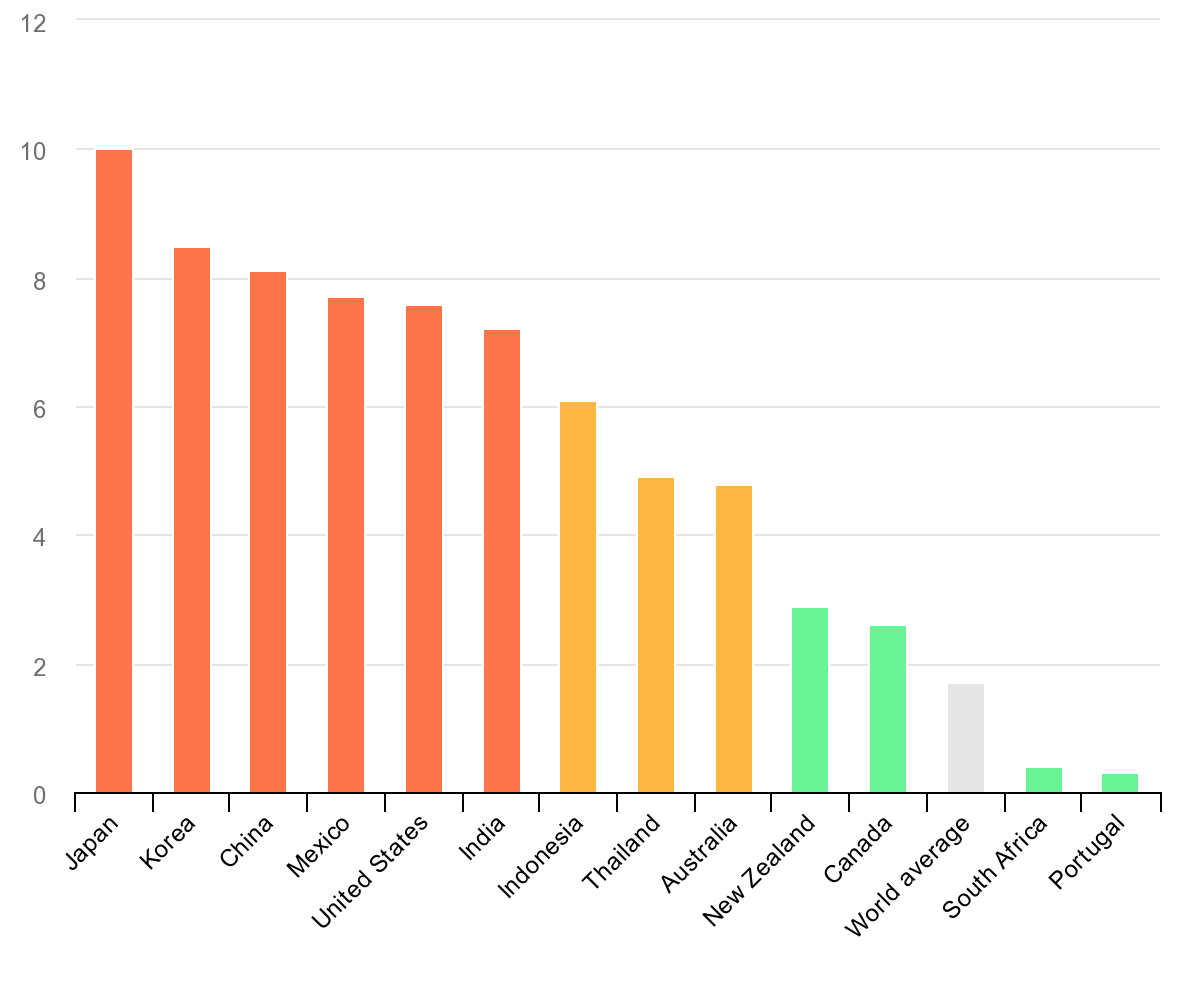 12
10
8
6
4
2
0
Japan
Korea
China
Mexico
United States
India
Indonesia
Thailand
Australia
New Zealand
Canada
World average
South Africa
Portugal